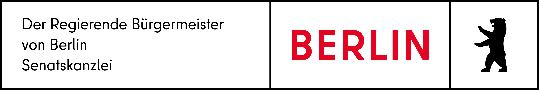 Der Regierende Bürgermeister
von Berlin
Senatskanzlei
BERLIN